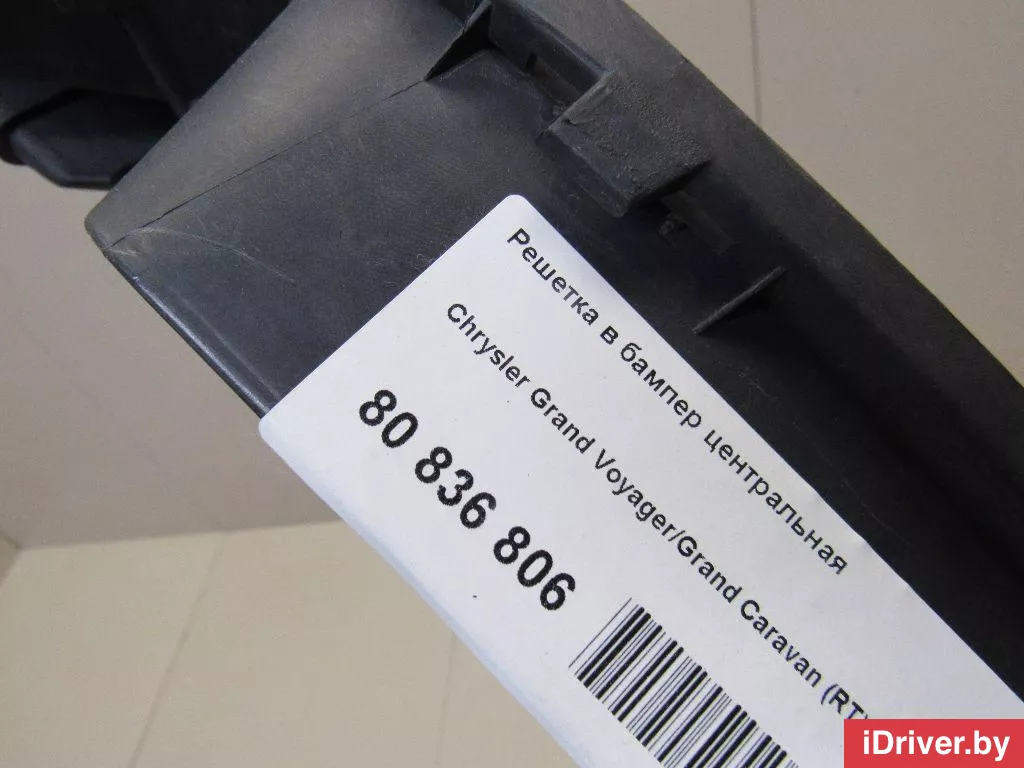 Решетка в бампер центральная
Chrysler Grand Voyager/Grand Caravan (RT)
80 836 806
iDriver.by